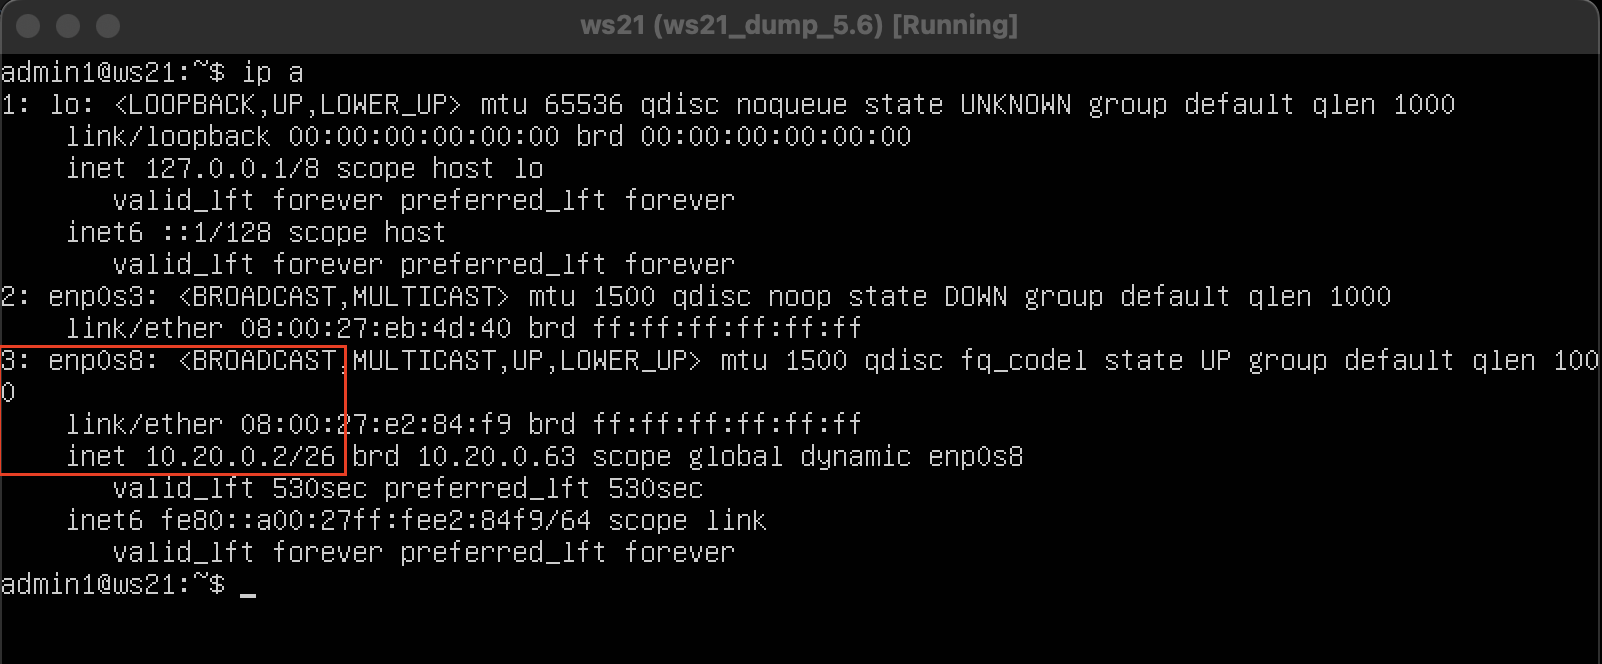 ws21 (ws21_dump_5.6) [Running]
admin1@ws21:~$ ip a
1: lo: <LOOPBACK,UP,LOWER_UP> mtu 65536 qdisc noqueue state UNKNOWN group default qlen 1000
    link/loopback 00:00:00:00:00:00 brd 00:00:00:00:00:00
    inet 127.0.0.1/8 scope host lo
       valid_lft forever preferred_lft forever
    inet6 ::1/128 scope host
       valid_lft forever preferred_lft forever
2: enp0s3: <BROADCAST,MULTICAST> mtu 1500 qdisc noop state DOWN group default qlen 1000
    link/ether 08:00:27:eb:4d:40 brd ff:ff:ff:ff:ff:ff
3: enp0s8: <BROADCAST,MULTICAST,UP,LOWER_UP> mtu 1500 qdisc fq_codel state UP group default qlen 100
0
    link/ether 08:00:27:e2:84:f9 brd ff:ff:ff:ff:ff:ff
    inet 10.20.0.2/26 brd 10.20.0.63 scope global dynamic enp0s8
       valid_lft 530sec preferred_lft 530sec
    inet6 fe80::a00:27ff:fee2:84f9/64 scope link
       valid_lft forever preferred_lft forever
admin1@ws21:~$ _